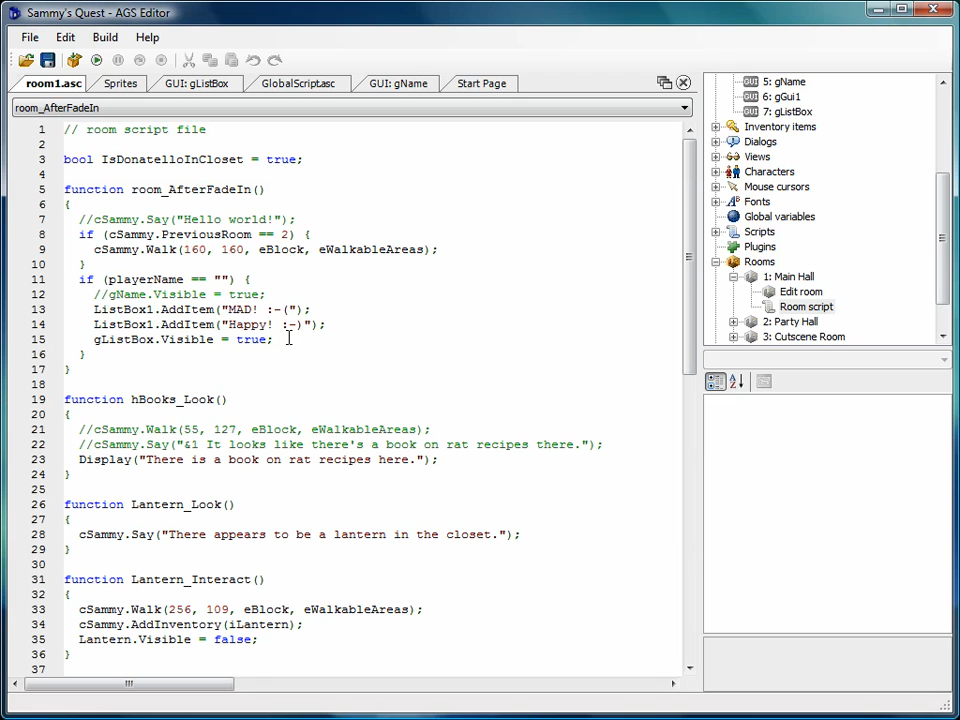 Sammy's Quest - AGS Editor
File Edit Build Help
room1.asc Sprites GUI: gListBox GlobalScript.asc GUI: gName Start Page
room_AfterFadeIn
1 // room script file
2
3 bool IsDonatelloInCloset = true;
4
5 function room_AfterFadeIn()
6 {
7 //cSammy.Say("Hello world!");
8 if (cSammy.PreviousRoom == 2) {
9 cSammy.Walk(160, 160, eBlock, eWalkableAreas);
10 }
11 if (playerName == "") {
12 //gName.Visible = true;
13 ListBox1.AddItem("MAD! :-(");
14 ListBox1.AddItem("Happy! :-)");
15 gListBox.Visible = true;
16 }
17 }
18
19 function hBooks_Look()
20 {
21 //cSammy.Walk(55, 127, eBlock, eWalkableAreas);
22 //cSammy.Say("&1 It looks like there's a book on rat recipes there.");
23 Display("There is a book on rat recipes here.");
24 }
25
26 function Lantern_Look()
27 {
28 cSammy.Say("There appears to be a lantern in the closet.");
29 }
30
31 function Lantern_Interact()
32 {
33 cSammy.Walk(256, 109, eBlock, eWalkableAreas);
34 cSammy.AddInventory(iLantern);
35 Lantern.Visible = false;
36 }
37
GUI 5: gName
GUI 6: gGui1
GUI 7: gListBox
Inventory items
Dialogs
Views
Characters
Mouse cursors
Fonts
Global variables
Scripts
Plugins
Rooms
1: Main Hall
Edit room
Room script
2: Party Hall
3: Cutscene Room